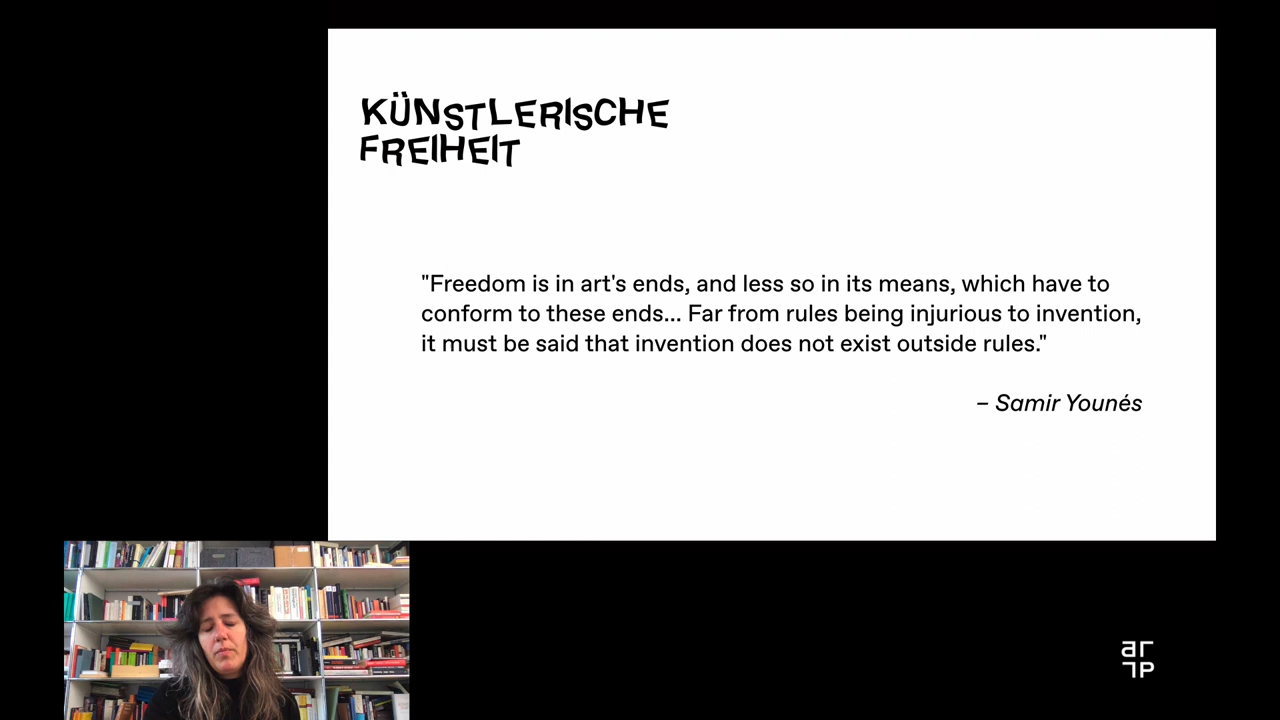 KÜNSTLERISCHE
FREIHEIT
"Freedom is in art's ends, and less so in its means, which have to
conform to these ends... Far from rules being injurious to invention,
it must be said that invention does not exist outside rules."
– Samir Younés